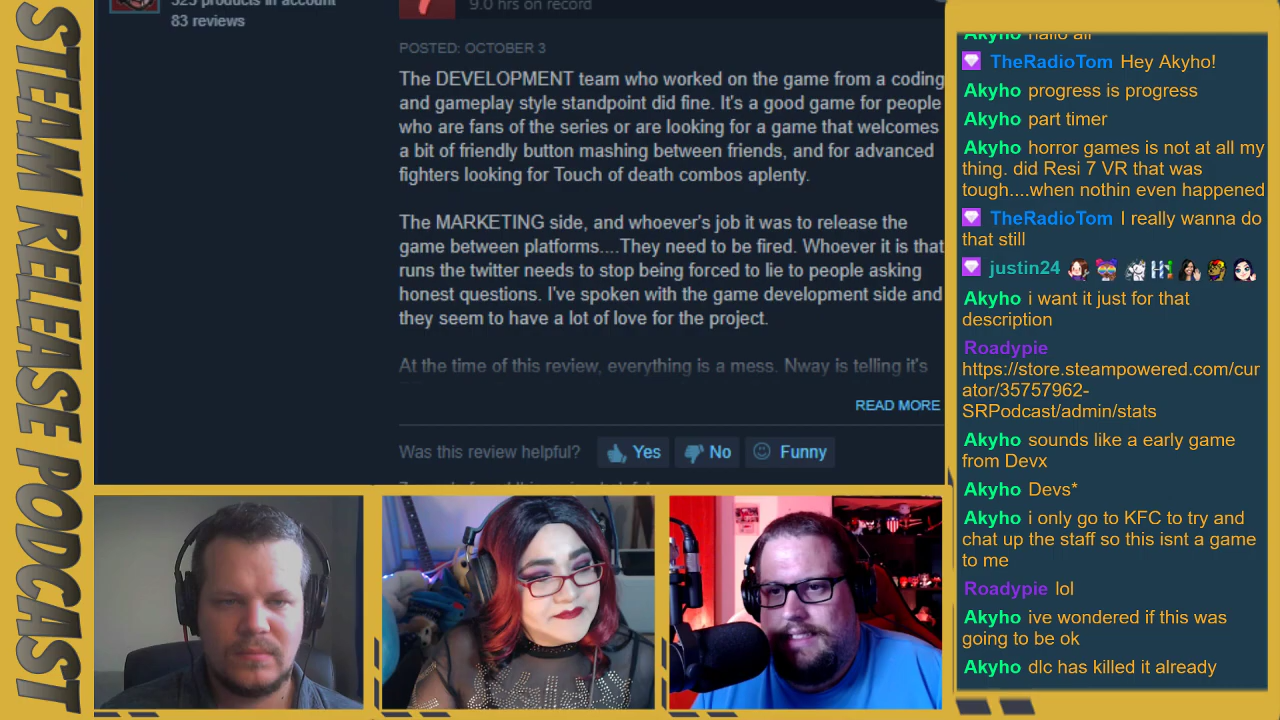 STEAM RELEASE PODCAST
525 products in account
83 reviews
9.0 hrs on record
POSTED: OCTOBER 3
The DEVELOPMENT team who worked on the game from a coding
and gameplay style standpoint did fine. It's a good game for people
who are fans of the series or are looking for a game that welcomes
a bit of friendly button mashing between friends, and for advanced
fighters looking for Touch of death combos aplenty.
The MARKETING side, and whoever's job it was to release the
game between platforms....They need to be fired. Whoever it is that
runs the twitter needs to stop being forced to lie to people asking
honest questions. I've spoken with the game development side and
they seem to have a lot of love for the project.
At the time of this review, everything is a mess. Nway is telling it's
READ MORE
Was this review helpful? Yes No Funny
Akyho hallo all
TheRadioTom Hey Akyho!
Akyho progress is progress
Akyho part timer
Akyho horror games is not at all my
thing. did Resi 7 VR that was
tough....when nothin even happened
TheRadioTom I really wanna do
that still
justin24
Akyho i want it just for that
description
Roadypie
https://store.steampowered.com/cur
ator/35757962-
SRPodcast/admin/stats
Akyho sounds like a early game
from Devx
Akyho Devs*
Akyho i only go to KFC to try and
chat up the staff so this isnt a game
to me
Roadypie lol
Akyho ive wondered if this was
going to be ok
Akyho dlc has killed it already